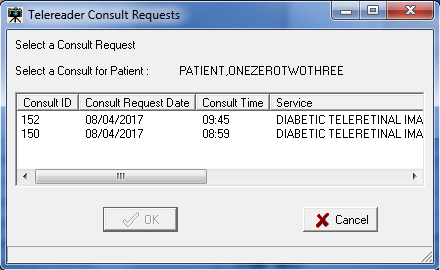 Telereader Consult Requests
Select a Consult Request
Select a Consult for Patient : PATIENT,ONEZEROTWOTHREE
Consult ID Consult Request Date Consult Time Service
152 08/04/2017 09:45 DIABETIC TELERETINAL IMA
150 08/04/2017 08:59 DIABETIC TELERETINAL IMA
OK Cancel